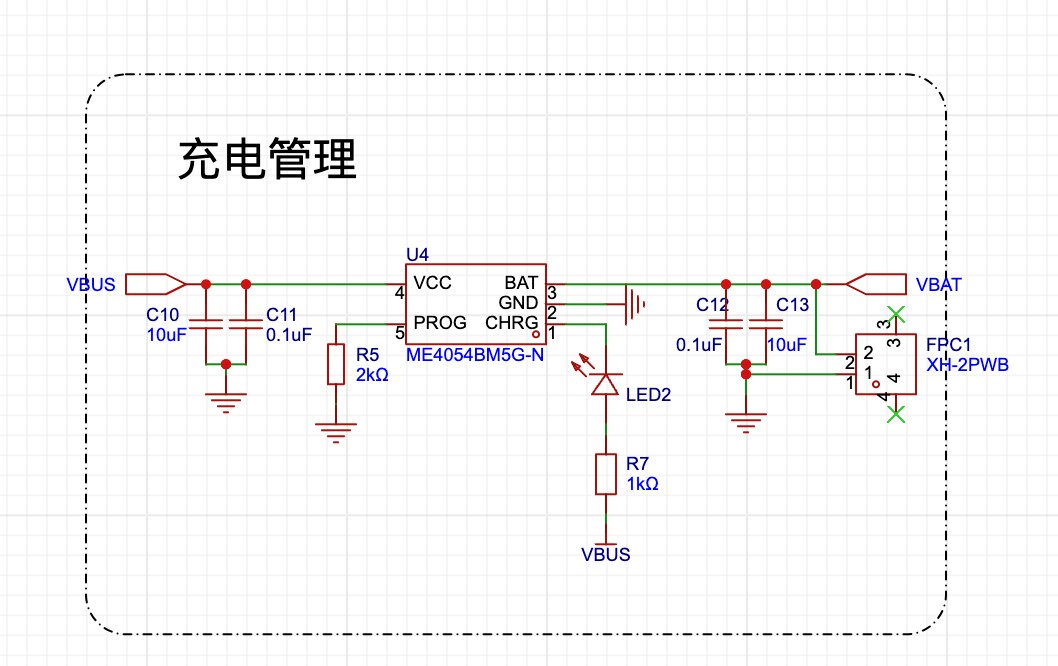 充电管理
U4
VBUS
VCC
BAT
VBAT
4
3
GND
C10
C11
2
C12
C13
10uF
0.1uF
PROG
CHRG
5
1
0.1uF
10uF
3
3
FPC1
XH-2PWB
R5
2kΩ
ME4054BM5G-N
2
2
1
1
4
4
LED2
R7
1kΩ
VBUS